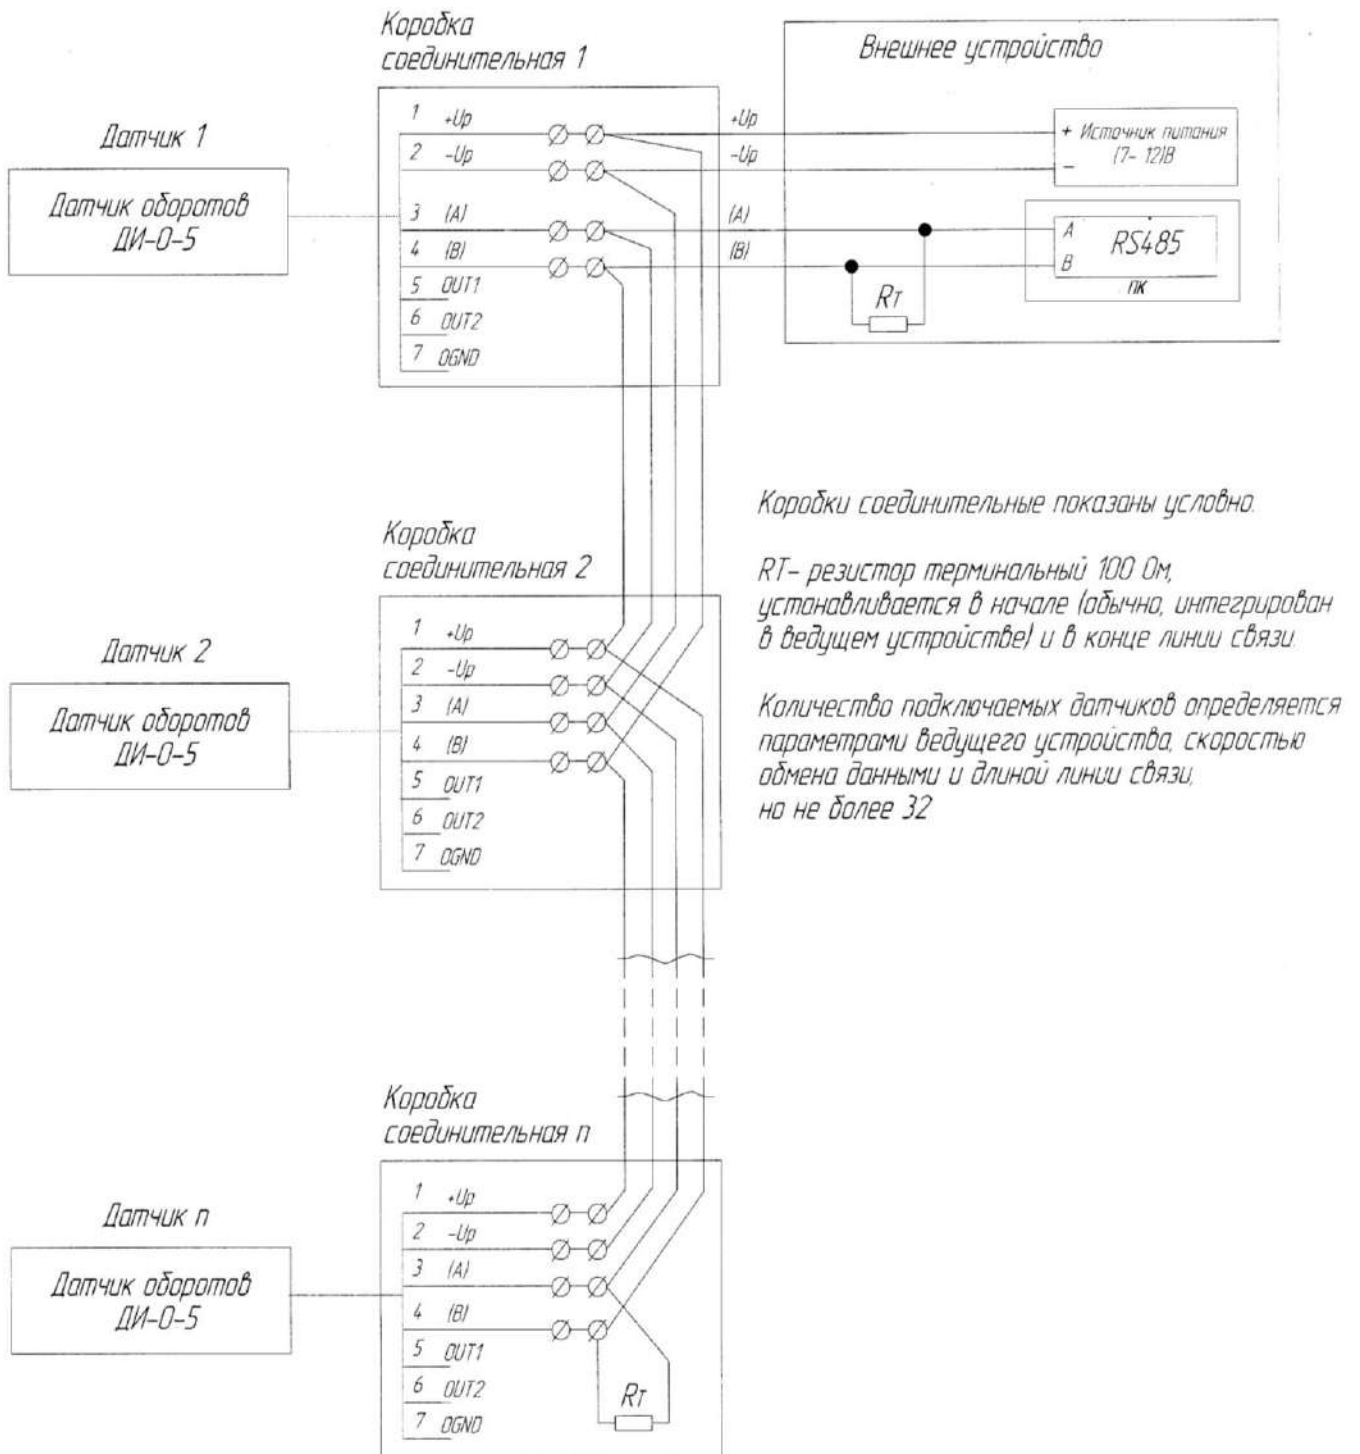 Коробка
соединительная 1
Внешнее устройство
Датчик 1
Датчик оборотов
ДИ-О-5
1 +Up
2 -Up
3 (A)
4 (B)
5 OUT1
6 OUT2
7 OGND
+Up
-Up
(A)
(B)
+ Источник питания
(7- 12)В
-
A
RS485
B
ПК
RT
Коробки соединительные показаны условно.
RT- резистор терминальный 100 Ом,
устанавливается в начале (обычно, интегрирован
в ведущем устройстве) и в конце линии связи.
Количество подключаемых датчиков определяется
параметрами ведущего устройства, скоростью
обмена данными и длиной линии связи,
но не более 32
Коробка
соединительная 2
Датчик 2
Датчик оборотов
ДИ-О-5
1 +Up
2 -Up
3 (A)
4 (B)
5 OUT1
6 OUT2
7 OGND
Коробка
соединительная n
Датчик n
Датчик оборотов
ДИ-О-5
1 +Up
2 -Up
3 (A)
4 (B)
5 OUT1
6 OUT2
7 OGND
RT